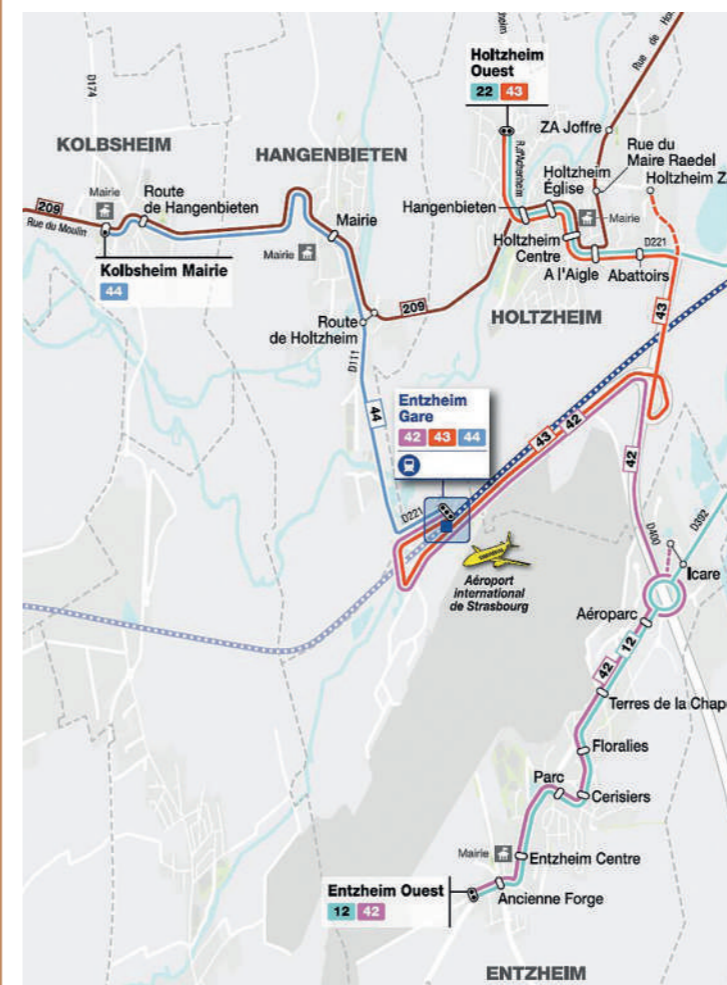 D174
KOLBSHEIM
HANGENBIETEN
Holtzheim
Ouest
22 43
Rue de
ZA Joffre
Rue du
Maire Raedel
Holtzheim
R. d'Achenheim
Holtzheim
Église
Mairie
Route
de Hangenbieten
209
Rue du Moulin
Mairie
Mairie
Hangenbieten
Mairie
Kolbsheim Mairie
44
Holtzheim
Centre
D221
A l'Aigle
Abattoirs
209
Route
de Holtzheim
HOLTZHEIM
43
D111
44
Entzheim
Gare
42 43 44
43
42
42
D221
D400
D392
Aéroport
international
de Strasbourg
Icare
Aéroparc
12
42
Terres de la
Floralies
Parc
Cerisiers
Mairie
Entzheim Centre
Entzheim Ouest
12 42
Ancienne Forge
ENTZHEIM